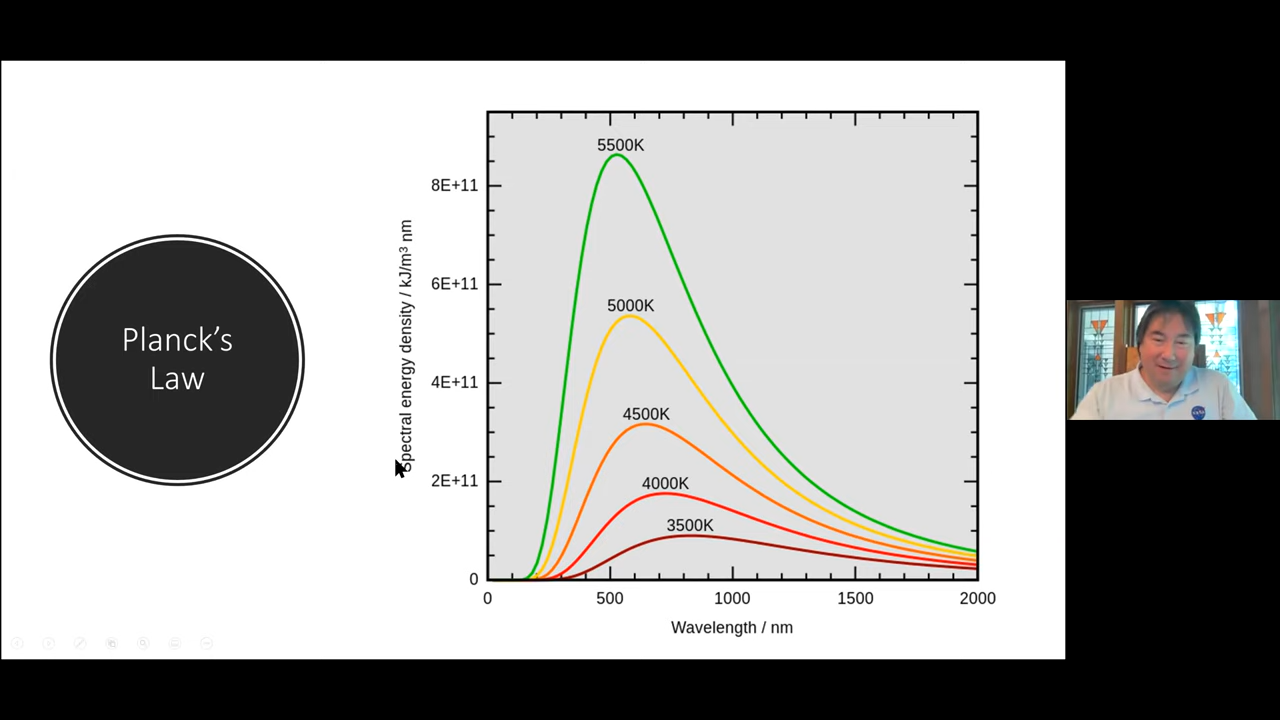 Planck’s
Law
Spectral energy density / kJ/m³ nm
8E+11
6E+11
4E+11
2E+11
0
5500K
5000K
4500K
4000K
3500K
0 500 1000 1500 2000
Wavelength / nm
NASA